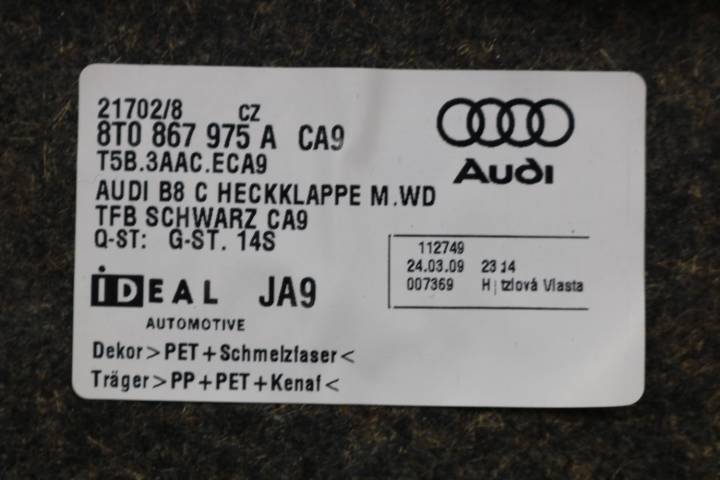 21702/8 CZ
8T0 867 975 A CA9
T5B.3AAC.ECA9
AUDI B8 C HECKKLAPPE M.WD
TFB SCHWARZ CA9
Q-ST: G-ST. 14S
Audi
112749
24.03.09 23 14
007369 Vlasta
iDEAL JA9
AUTOMOTIVE
Dekor>PET+Schmelzfaser<
Träger>PP+PET+Kenaf<